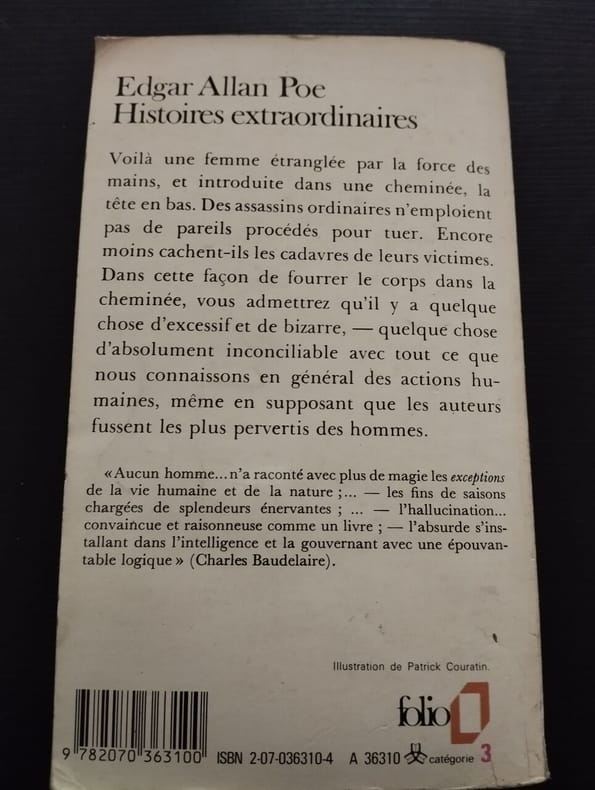 Edgar Allan Poe
Histoires extraordinaires
Voilà une femme étranglée par la force des
mains, et introduite dans une cheminée, la
tête en bas. Des assassins ordinaires n'emploient
pas de pareils procédés pour tuer. Encore
moins cachent-ils les cadavres de leurs victimes.
Dans cette façon de fourrer le corps dans la
cheminée, vous admettrez qu'il y a quelque
chose d'excessif et de bizarre, — quelque chose
d'absolument inconciliable avec tout ce que
nous connaissons en général des actions hu-
maines, même en supposant que les auteurs
fussent les plus pervertis des hommes.
« Aucun homme... n'a raconté avec plus de magie les exceptions
de la vie humaine et de la nature ;... — les fins de saisons
chargées de splendeurs énervantes ; ... — l'hallucination...
convaincue et raisonneuse comme un livre ; — l'absurde s'ins-
tallant dans l'intelligence et la gouvernant avec une épouvan-
table logique » (Charles Baudelaire).
Illustration de Patrick Couratin.
folio
9 782070 363100 ISBN 2-07-036310-4 A 36310 catégorie 3